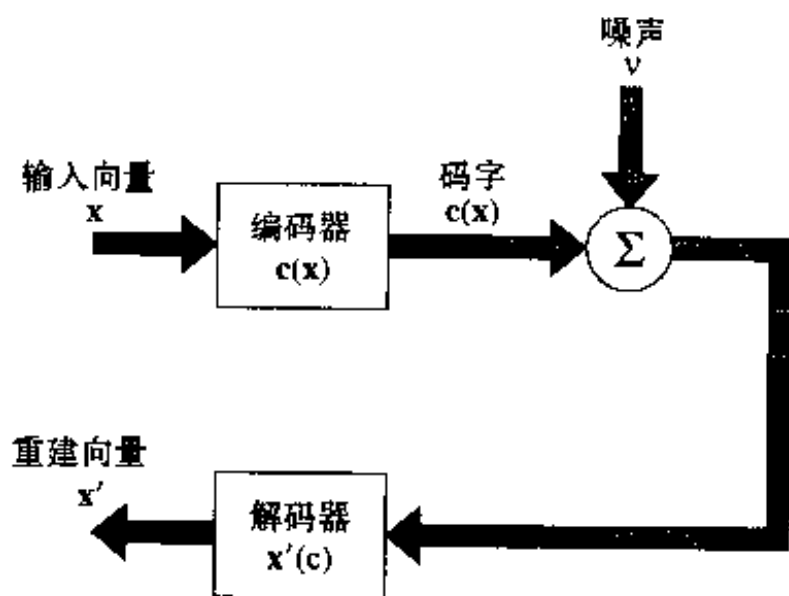 噪声
ν
输入向量
x
编码器
c(x)
码字
c(x)
Σ
重建向量
x′
解码器
x′(c)